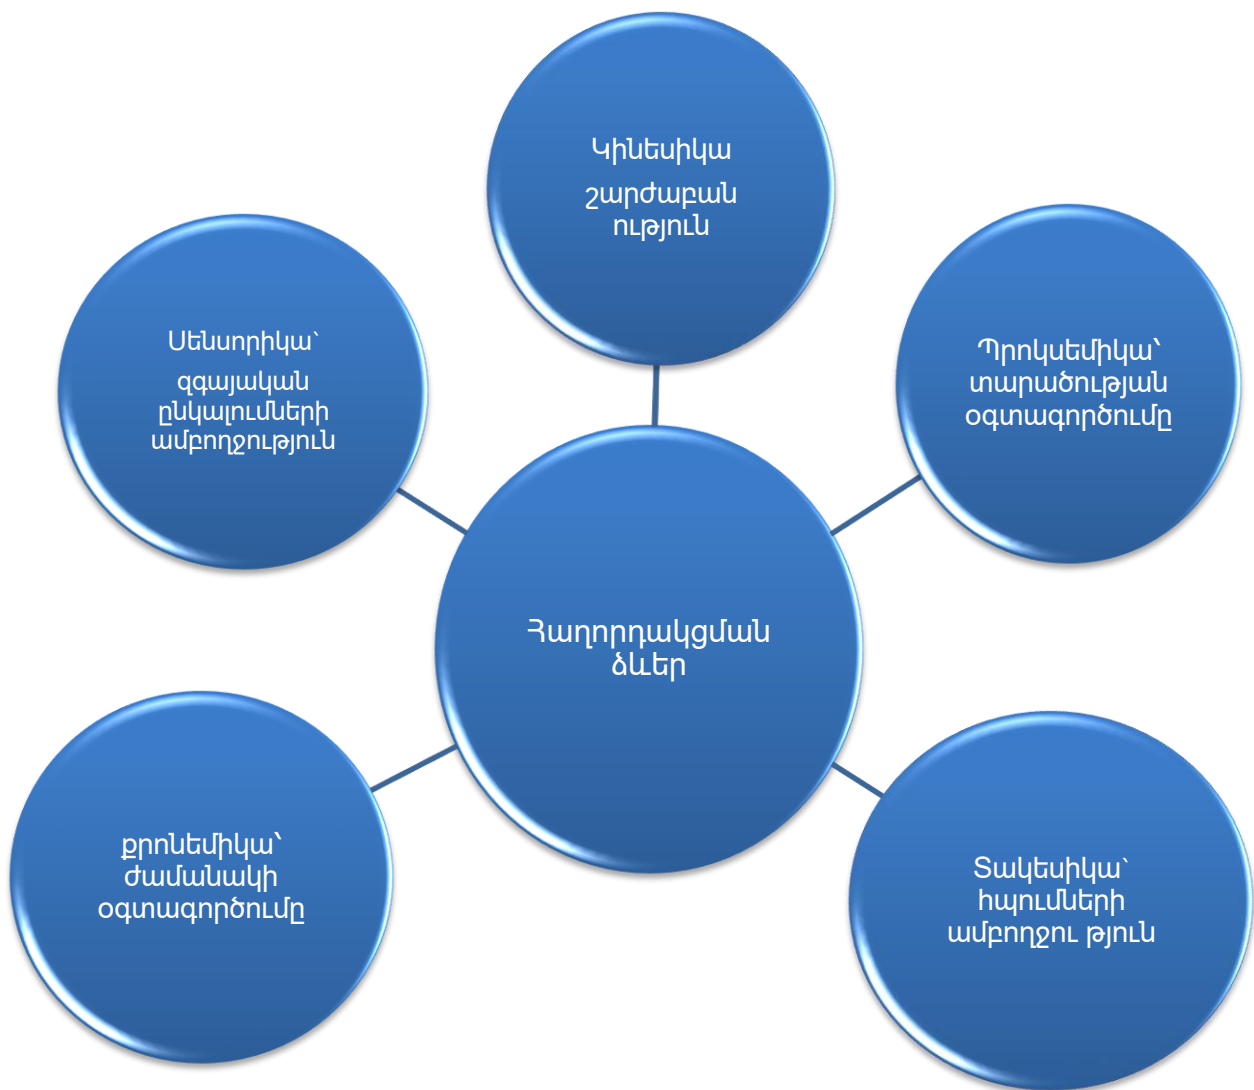 Կինեսիկա
շարժաբան
ություն
Սենսորիկա՝
զգայական
ընկալումների
ամբողջություն
Պրոկսեմիկա՝
տարածության
օգտագործումը
Հաղորդակցման
ձևեր
քրոնեմիկա՝
ժամանակի
օգտագործումը
Տակեսիկա՝
հպումների
ամբողջու թյուն